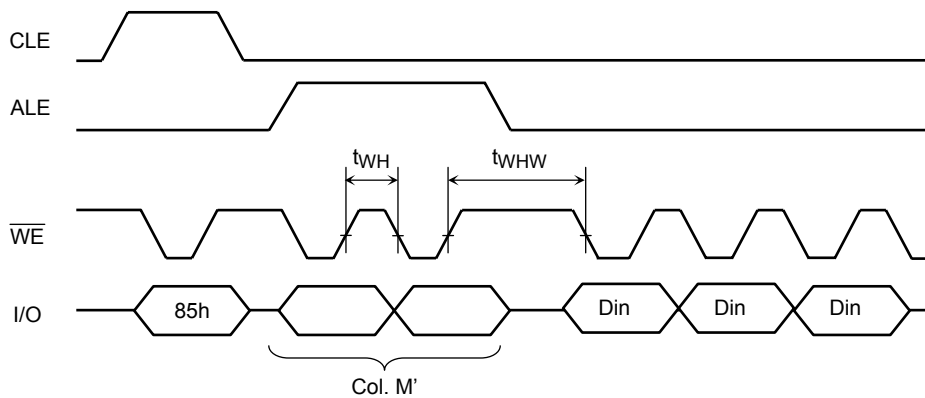 CLE
ALE
tWH tWHW
WE
I/O 85h Din Din Din
Col. M’